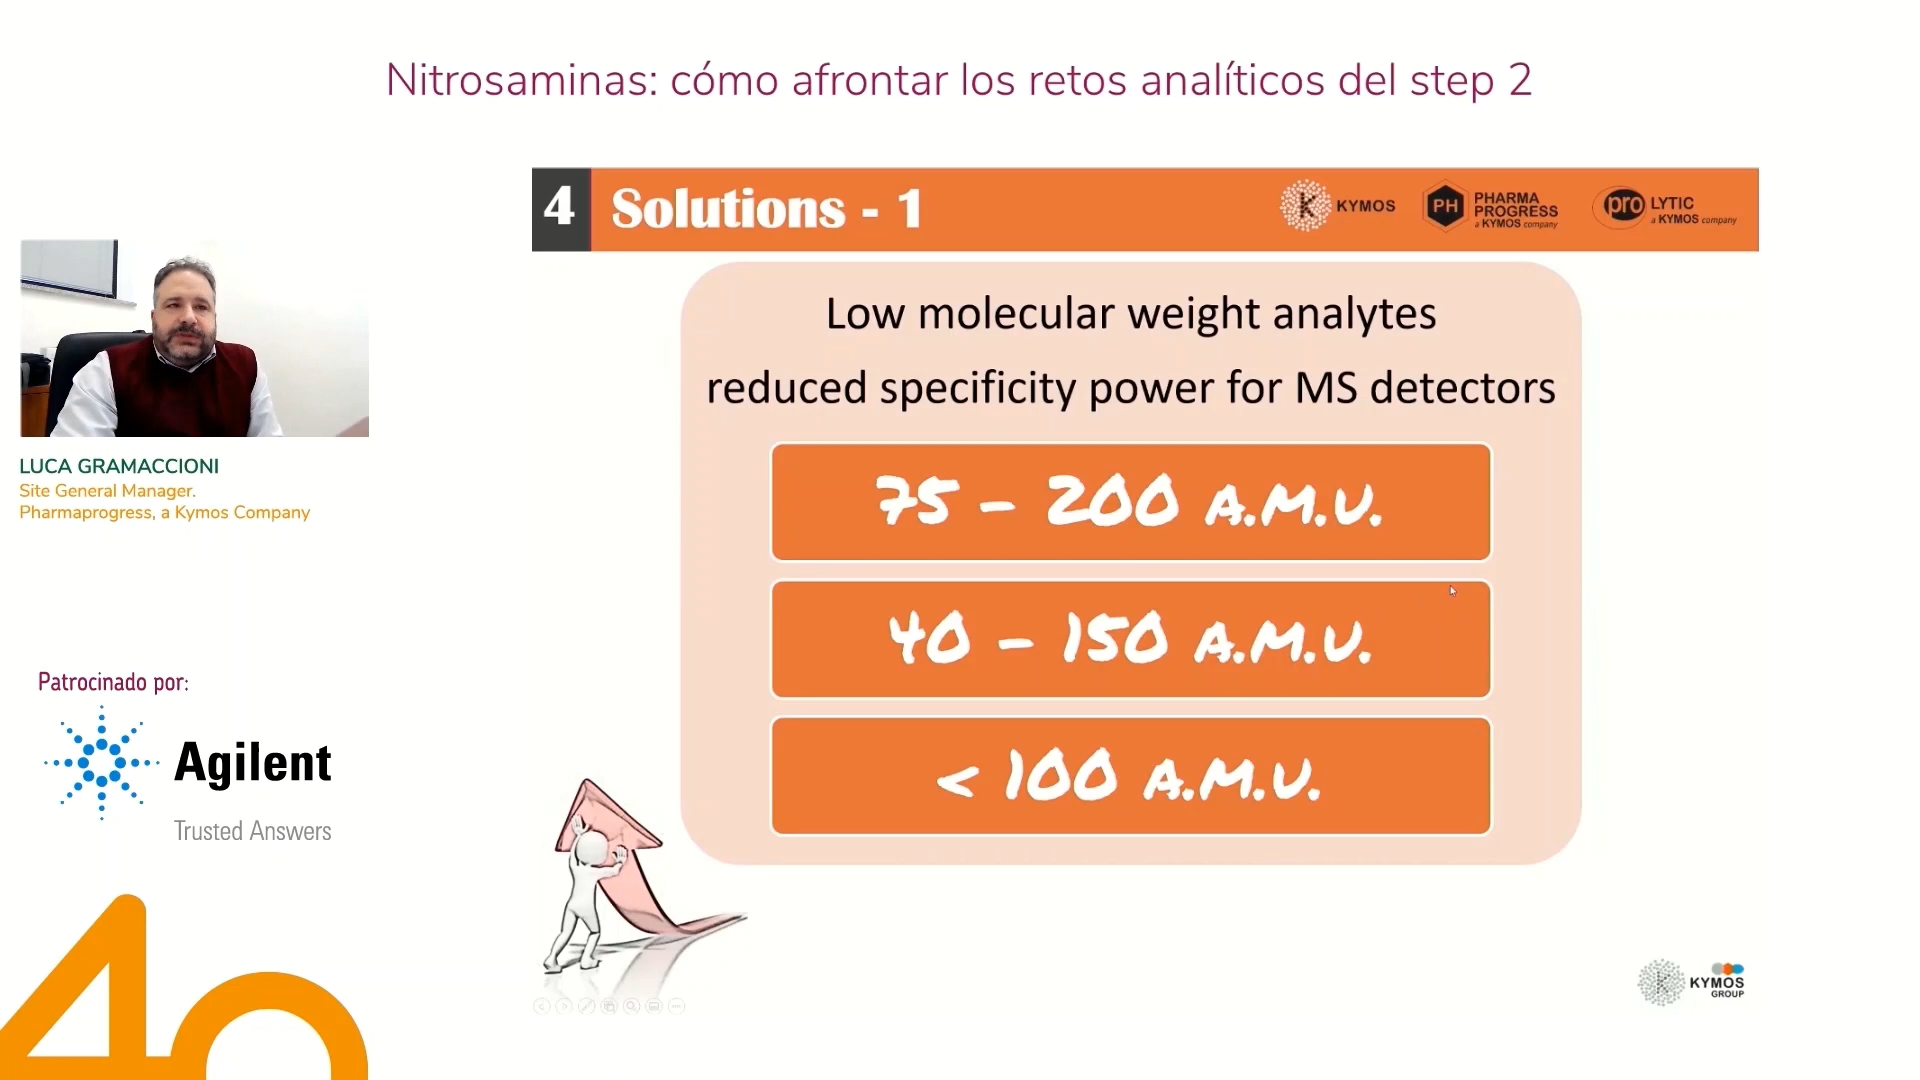 Nitrosaminas: cómo afrontar los retos analíticos del step 2
4 Solutions - 1
K KYMOS
PH PHARMA PROGRESS a KYMOS company
pro LYTIC a KYMOS company
Low molecular weight analytes
reduced specificity power for MS detectors
75 – 200 A.M.U.
40 – 150 A.M.U.
< 100 A.M.U.
LUCA GRAMACCIONI
Site General Manager.
Pharmaprogress, a Kymos Company
Patrocinado por:
Agilent
Trusted Answers
40
K KYMOS
GROUP